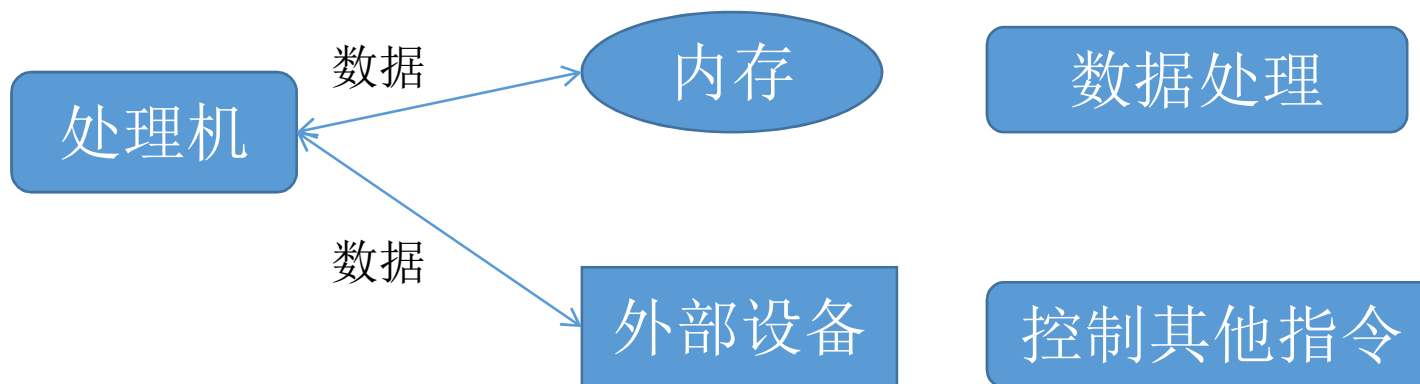 数据
内存
数据处理
处理机
数据
外部设备
控制其他指令